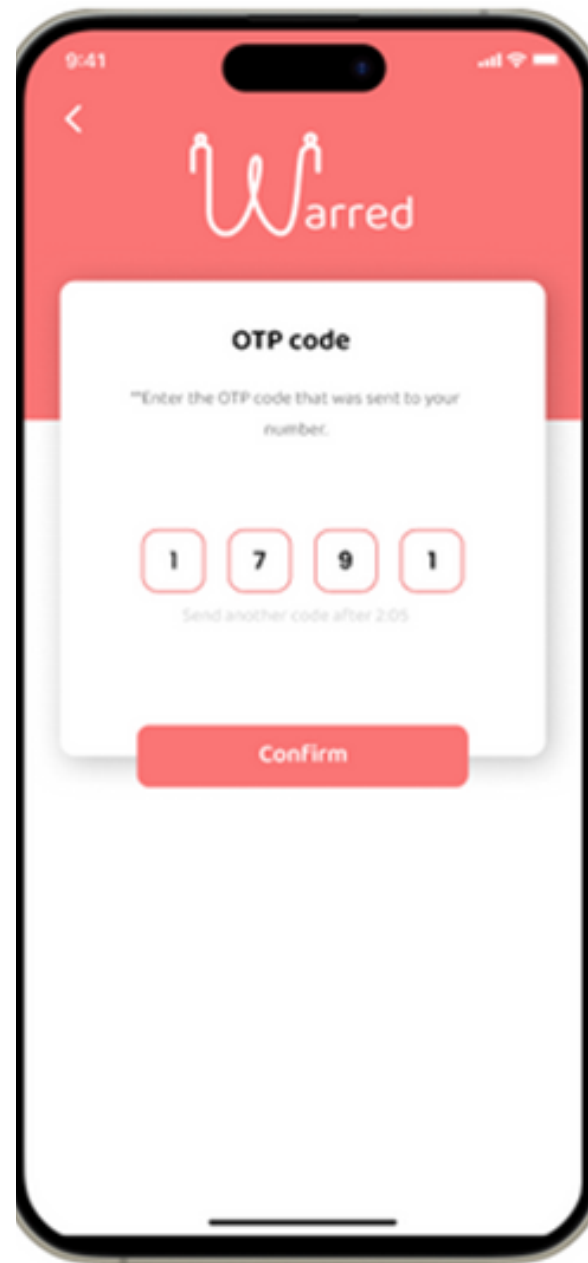 9:41
Warred
OTP code
""Enter the OTP code that was sent to your
number.
1 7 9 1
Send another code after 2:05
Confirm